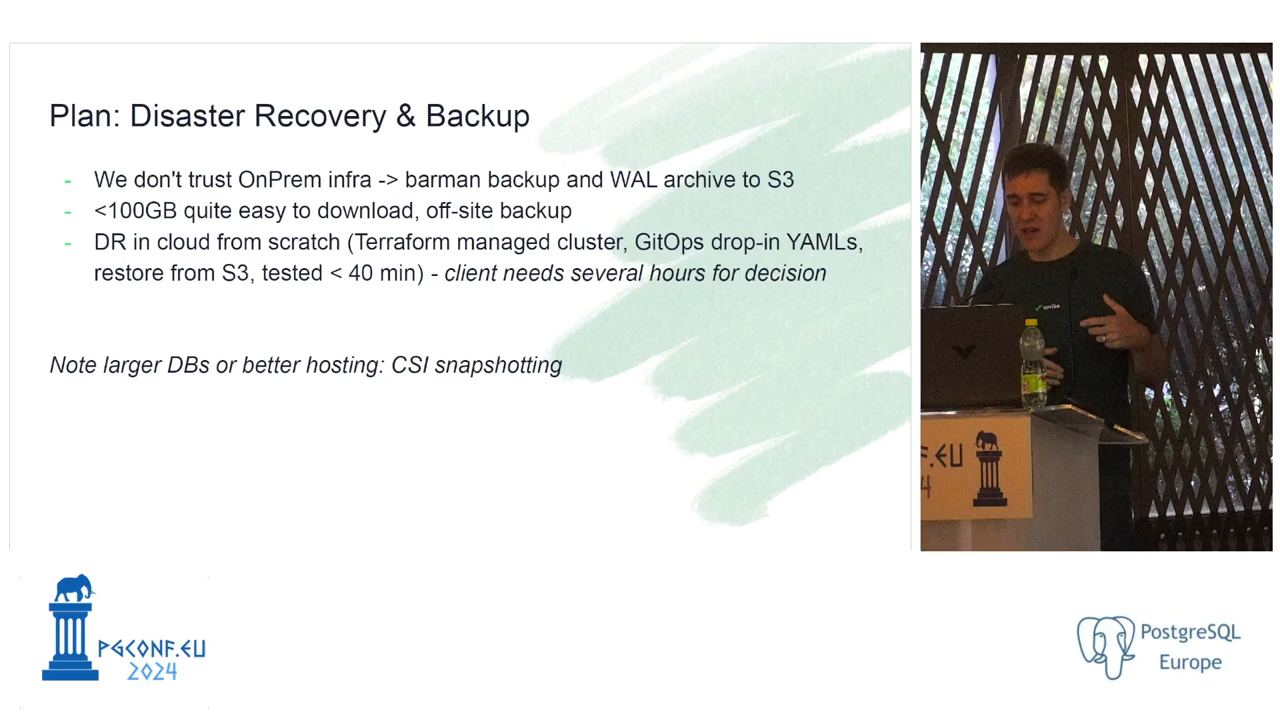 Plan: Disaster Recovery & Backup
- We don't trust OnPrem infra -> barman backup and WAL archive to S3
- <100GB quite easy to download, off-site backup
- DR in cloud from scratch (Terraform managed cluster, GitOps drop-in YAMLs,
restore from S3, tested < 40 min) - client needs several hours for decision
Note larger DBs or better hosting: CSI snapshotting
wrike
F.EU
4
PGCONF.EU
2024
PostgreSQL
Europe